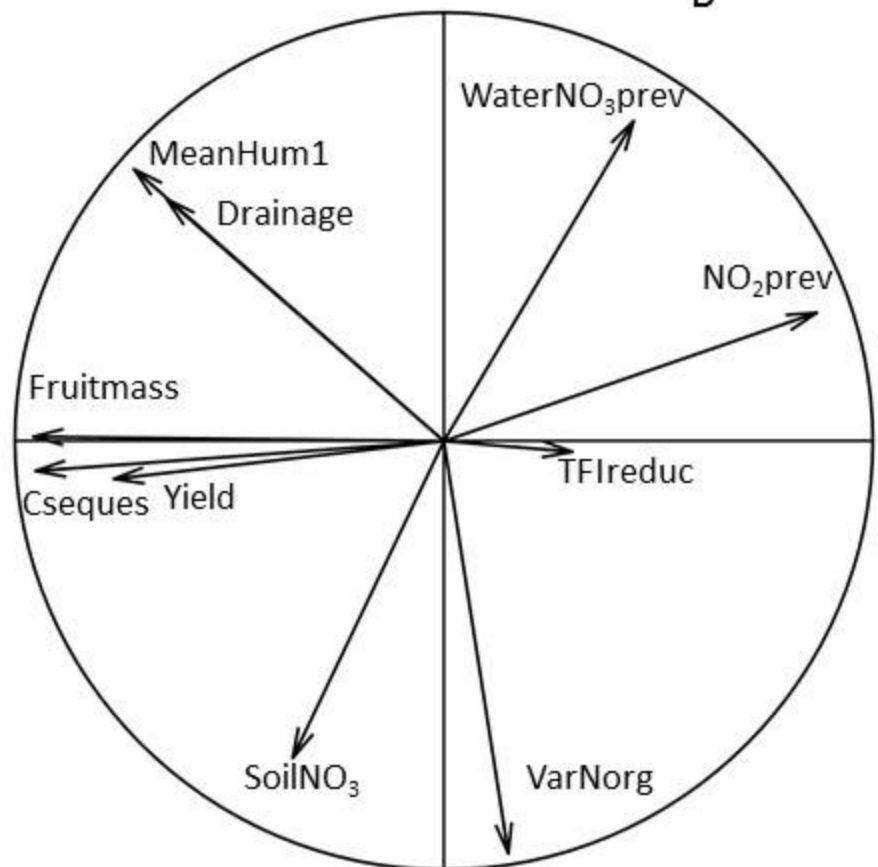 WaterNO₃prev
MeanHum1
Drainage
NO₂prev
Fruitmass
TFIreduc
Cseques Yield
SoilNO₃ VarNorg